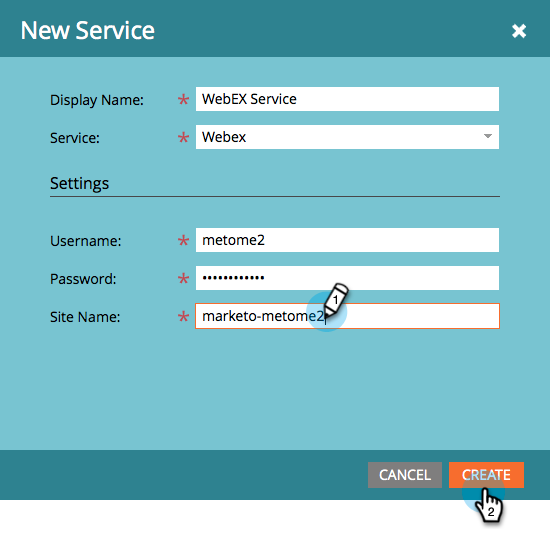 New Service
Display Name: * WebEX Service
Service: * Webex
Settings
Username: * metome2
Password: * ••••••••••••
Site Name: * marketo-metome2
1
CANCEL CREATE
2